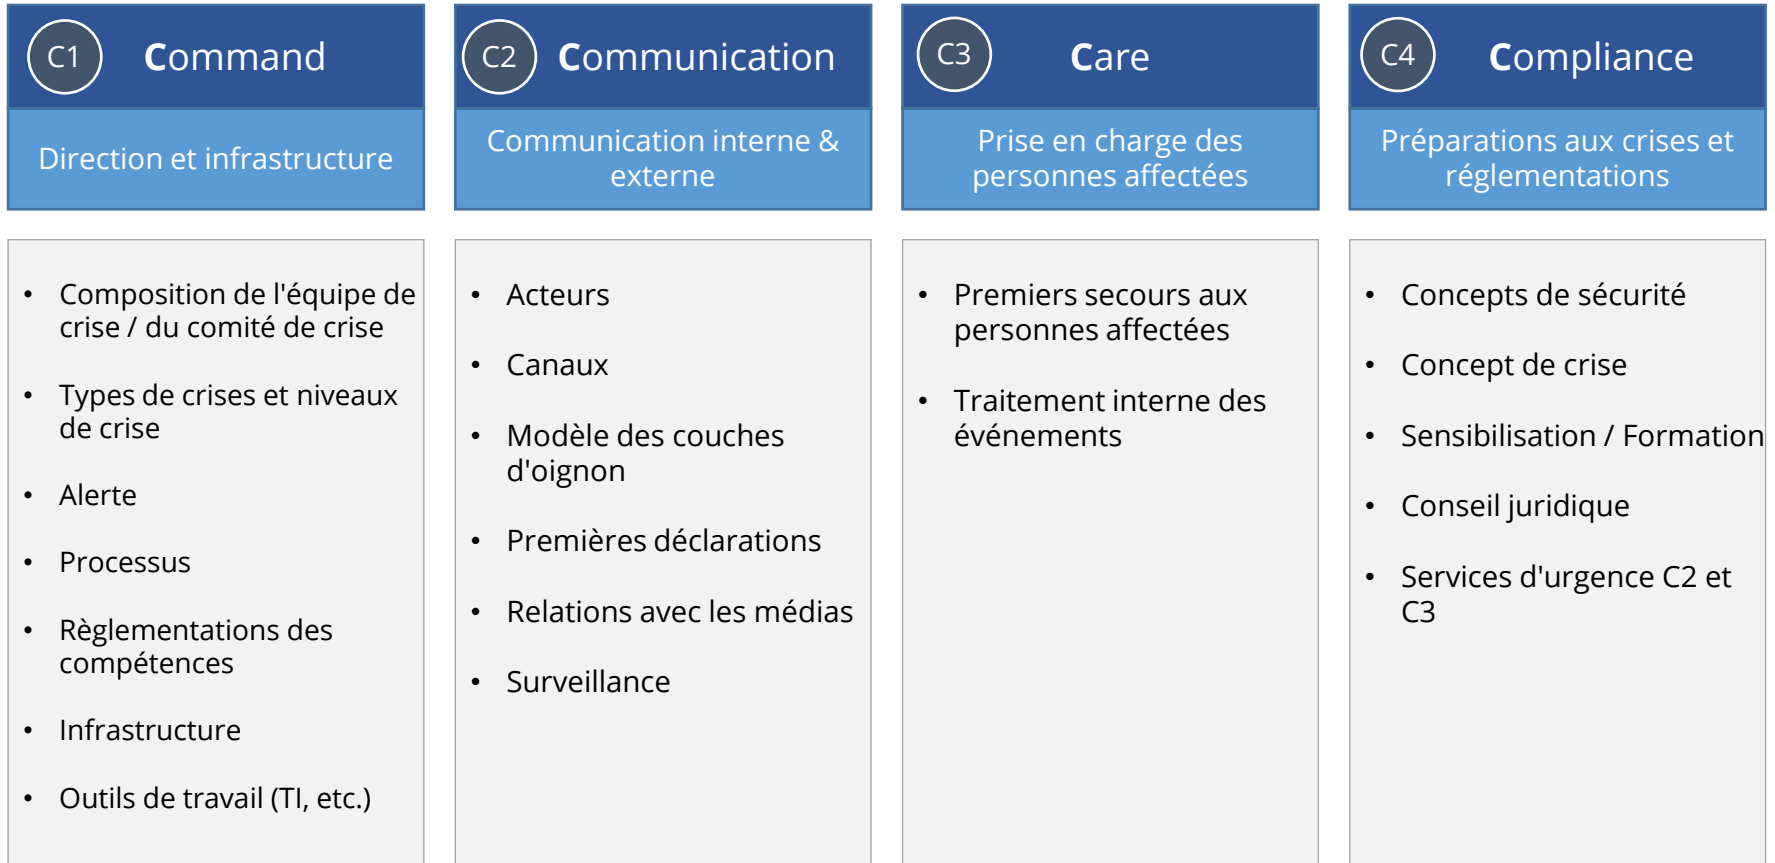 C1
Command
Direction et infrastructure
• Composition de l'équipe de
crise / du comité de crise
• Types de crises et niveaux
de crise
• Alerte
• Processus
• Règlementations des
compétences
• Infrastructure
• Outils de travail (TI, etc.)
C2
Communication
Communication interne &
externe
• Acteurs
• Canaux
• Modèle des couches
d'oignon
• Premières déclarations
• Relations avec les médias
• Surveillance
C3
Care
Prise en charge des
personnes affectées
• Premiers secours aux
personnes affectées
• Traitement interne des
événements
C4
Compliance
Préparations aux crises et
réglementations
• Concepts de sécurité
• Concept de crise
• Sensibilisation / Formation
• Conseil juridique
• Services d'urgence C2 et
C3